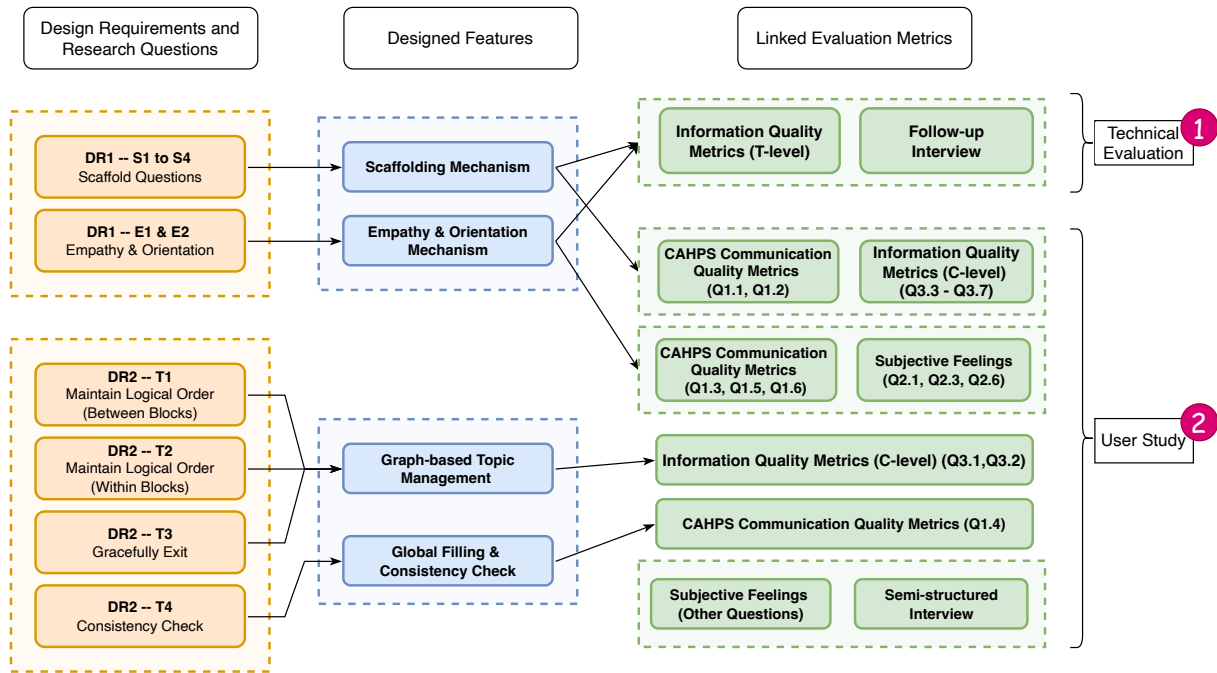 Design Requirements and
Research Questions
Designed Features
Linked Evaluation Metrics
DR1 -- S1 to S4
Scaffold Questions
DR1 -- E1 & E2
Empathy & Orientation
Scaffolding Mechanism
Empathy & Orientation
Mechanism
Information Quality
Metrics (T-level)
Follow-up
Interview
Technical
Evaluation
1
CAHPS Communication
Quality Metrics
(Q1.1, Q1.2)
Information Quality
Metrics (C-level)
(Q3.3 - Q3.7)
CAHPS Communication
Quality Metrics
(Q1.3, Q1.5, Q1.6)
Subjective Feelings
(Q2.1, Q2.3, Q2.6)
DR2 -- T1
Maintain Logical Order
(Between Blocks)
DR2 -- T2
Maintain Logical Order
(Within Blocks)
DR2 -- T3
Gracefully Exit
DR2 -- T4
Consistency Check
Graph-based Topic
Management
Global Filling &
Consistency Check
Information Quality Metrics (C-level) (Q3.1,Q3.2)
CAHPS Communication Quality Metrics (Q1.4)
Subjective Feelings
(Other Questions)
Semi-structured
Interview
User Study
2